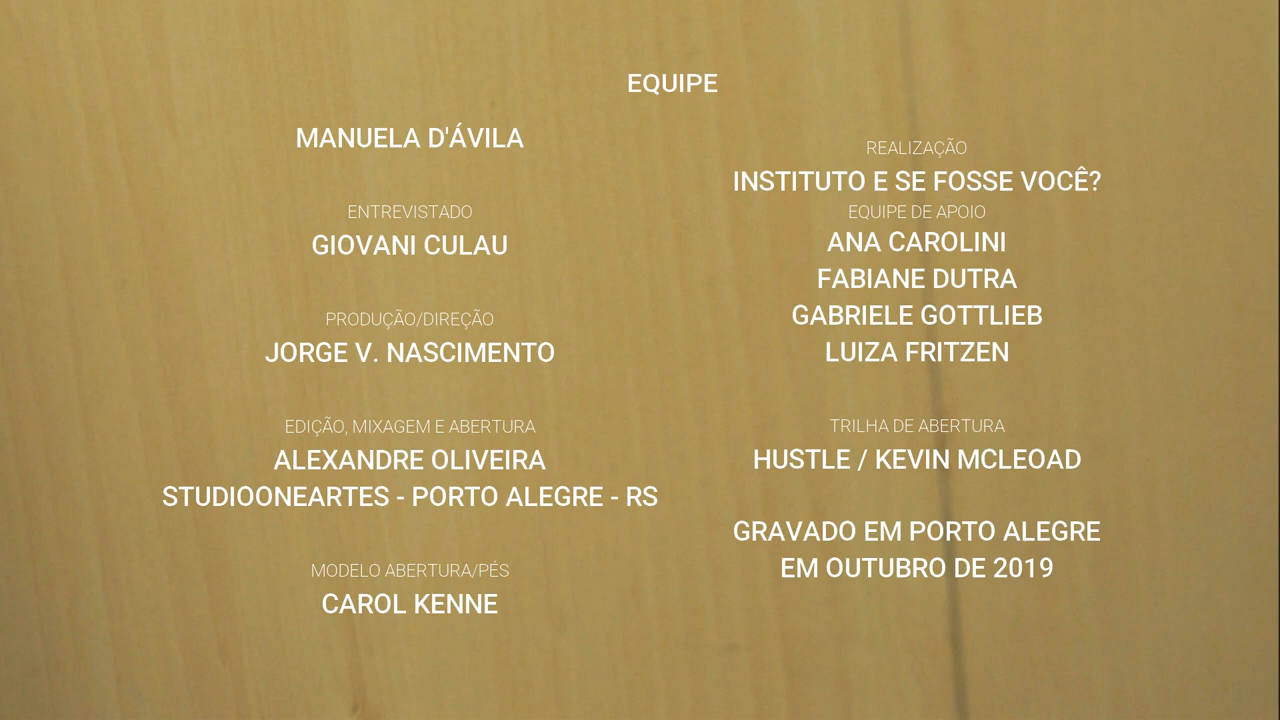 EQUIPE
MANUELA D'ÁVILA
ENTREVISTADO
GIOVANI CULAU
PRODUÇÃO/DIREÇÃO
JORGE V. NASCIMENTO
EDIÇÃO, MIXAGEM E ABERTURA
ALEXANDRE OLIVEIRA
STUDIOONEARTES - PORTO ALEGRE - RS
MODELO ABERTURA/PÉS
CAROL KENNE
REALIZAÇÃO
INSTITUTO E SE FOSSE VOCÊ?
EQUIPE DE APOIO
ANA CAROLINI
FABIANE DUTRA
GABRIELE GOTTLIEB
LUIZA FRITZEN
TRILHA DE ABERTURA
HUSTLE / KEVIN MCLEOAD
GRAVADO EM PORTO ALEGRE
EM OUTUBRO DE 2019